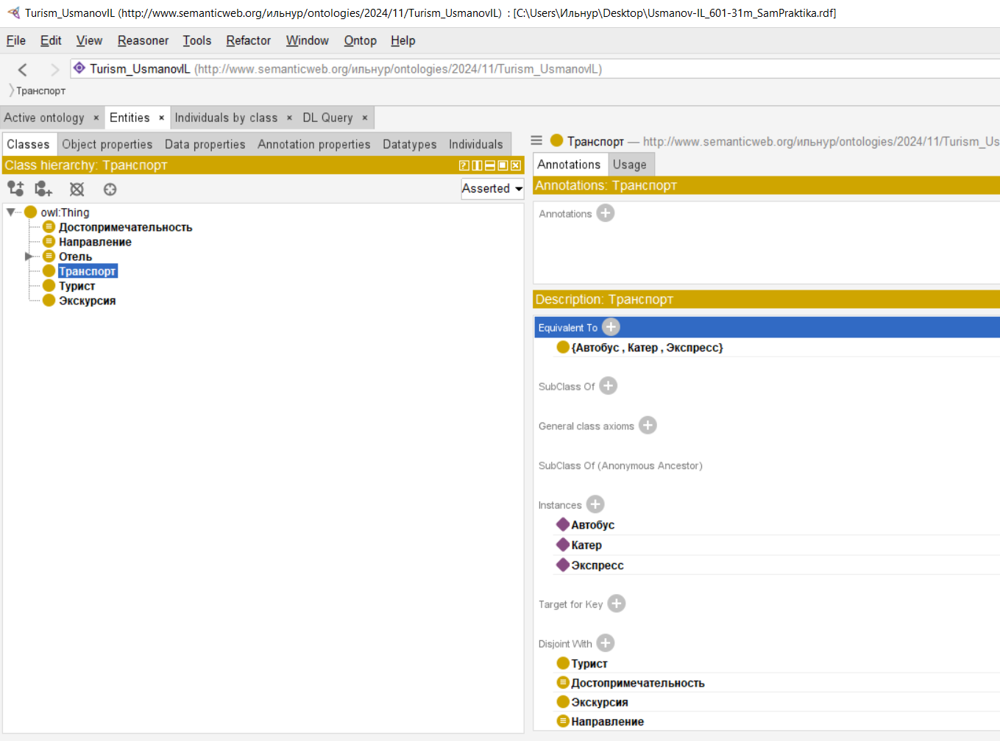 Turism_UsmanovIL (http://www.semanticweb.org/ильнур/ontologies/2024/11/Turism_UsmanovIL) : [C:\Users\Ильнур\Desktop\Usmanov-IL_601-31m_SamPraktika.rdf]
File Edit View Reasoner Tools Refactor Window Ontop Help
Turism_UsmanovIL (http://www.semanticweb.org/ильнур/ontologies/2024/11/Turism_UsmanovIL)
Транспорт
Active ontology × Entities × Individuals by class × DL Query ×
Classes Object properties Data properties Annotation properties Datatypes Individuals
Class hierarchy: Транспорт
Asserted
owl:Thing
Достопримечательность
Направление
Отель
Транспорт
Турист
Экскурсия
Транспорт — http://www.semanticweb.org/ильнур/ontologies/2024/11/Turism_Us
Annotations Usage
Annotations: Транспорт
Annotations
Description: Транспорт
Equivalent To
{Автобус , Катер , Экспресс}
SubClass Of
General class axioms
SubClass Of (Anonymous Ancestor)
Instances
Автобус
Катер
Экспресс
Target for Key
Disjoint With
Турист
Достопримечательность
Экскурсия
Направление